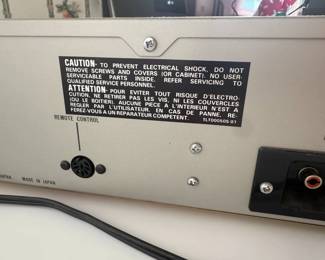 CAUTION- TO PREVENT ELECTRICAL SHOCK, DO NOT
REMOVE SCREWS AND COVERS (OR CABINET). NO USER-
SERVICEABLE PARTS INSIDE. REFER SERVICING TO
QUALIFIED SERVICE PERSONNEL.
ATTENTION- POUR EVITER TOUT RISQUE D'ELECTRO-
CUTION, NE RETIRER PAS LES VIS. NI LES COUVERCLES
(OU LE BOITIER). AUCUNE PIECE A L'INTERIEUR N'EST A
REGLER PAR L'UTILISATEUR. EN CAS DE PANNE, RE-
FEREZ-VOUS A UN REPARATEUR COMPETENT.
REMOTE CONTROL
MADE IN JAPAN